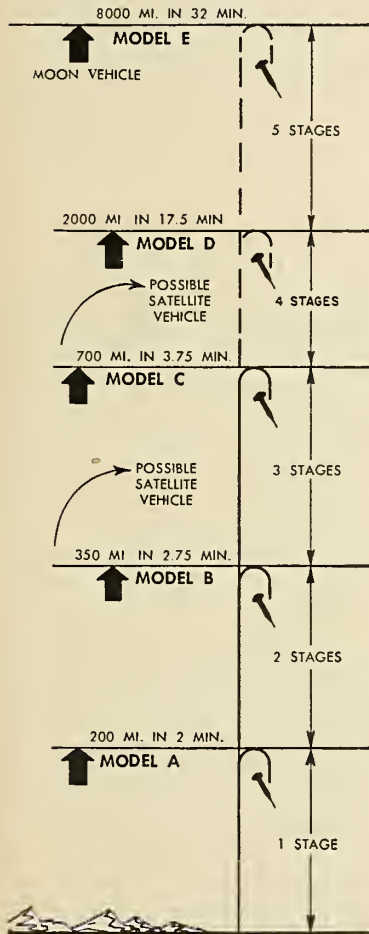 8000 MI. IN 32 MIN.
MODEL E
MOON VEHICLE
5 STAGES
2000 MI. IN 17.5 MIN
MODEL D
POSSIBLE
SATELLITE
VEHICLE
4 STAGES
700 MI. IN 3.75 MIN.
MODEL C
POSSIBLE
SATELLITE
VEHICLE
3 STAGES
350 MI. IN 2.75 MIN.
MODEL B
2 STAGES
200 MI. IN 2 MIN.
MODEL A
1 STAGE